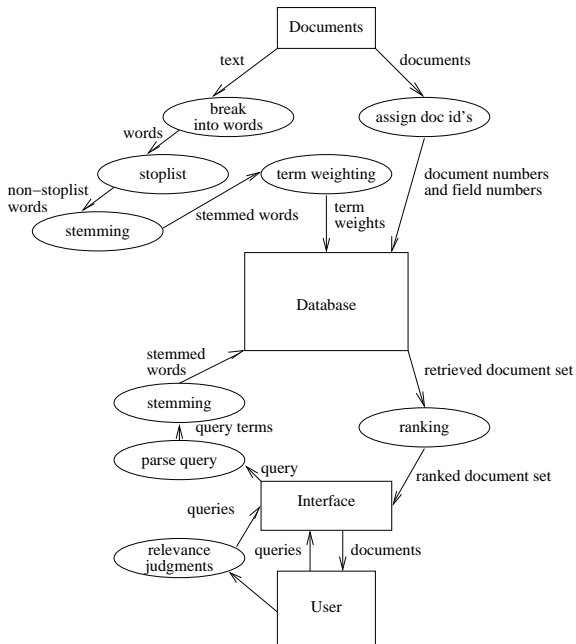 Documents
text
documents
break
into words
assign doc id's
words
stoplist
term weighting
document numbers
and field numbers
non-stoplist
words
stemmed words
term
weights
stemming
Database
stemmed
words
retrieved document set
stemming
ranking
query terms
parse query
query
ranked document set
Interface
queries
relevance
judgments
queries
documents
User